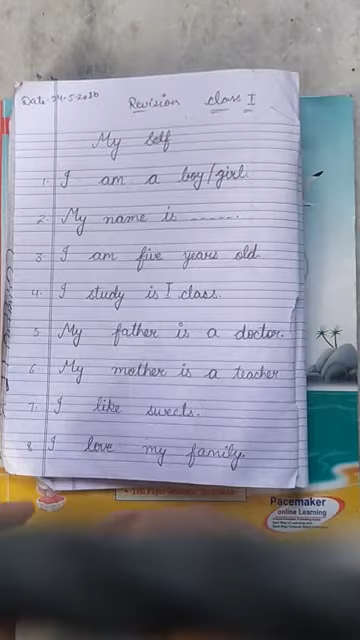 Date-24-5-2020
Revision class I
My Self
1. I am a boy/girl.
2. My name is -----.
3. I am five years old
4. I study is I class.
5. My father is a doctor.
6. My mother is a teacher
7. I like sweets.
8 I love my family.
Pacemaker
online Learning